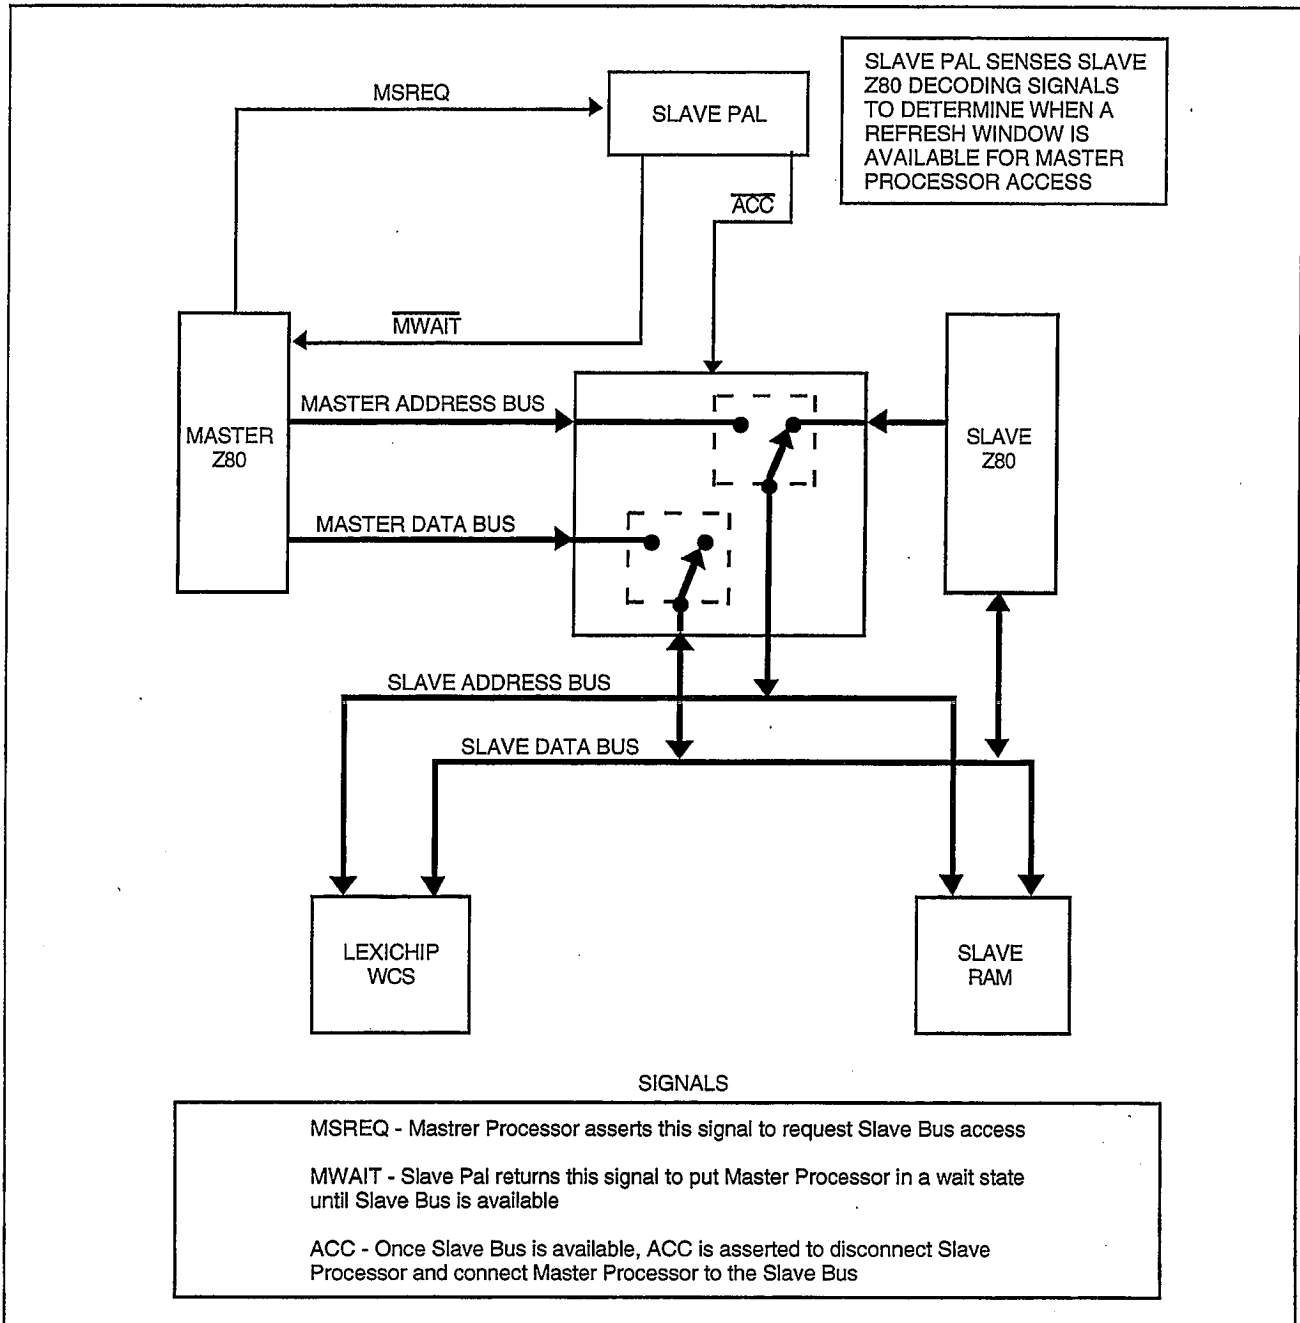 MSREQ
SLAVE PAL
SLAVE PAL SENSES SLAVE
Z80 DECODING SIGNALS
TO DETERMINE WHEN A
REFRESH WINDOW IS
AVAILABLE FOR MASTER
PROCESSOR ACCESS
ACC
MWAIT
MASTER ADDRESS BUS
MASTER
Z80
SLAVE
Z80
MASTER DATA BUS
SLAVE ADDRESS BUS
SLAVE DATA BUS
LEXICHIP
WCS
SLAVE
RAM
SIGNALS
MSREQ - Mastrer Processor asserts this signal to request Slave Bus access
MWAIT - Slave Pal returns this signal to put Master Processor in a wait state
until Slave Bus is available
ACC - Once Slave Bus is available, ACC is asserted to disconnect Slave
Processor and connect Master Processor to the Slave Bus